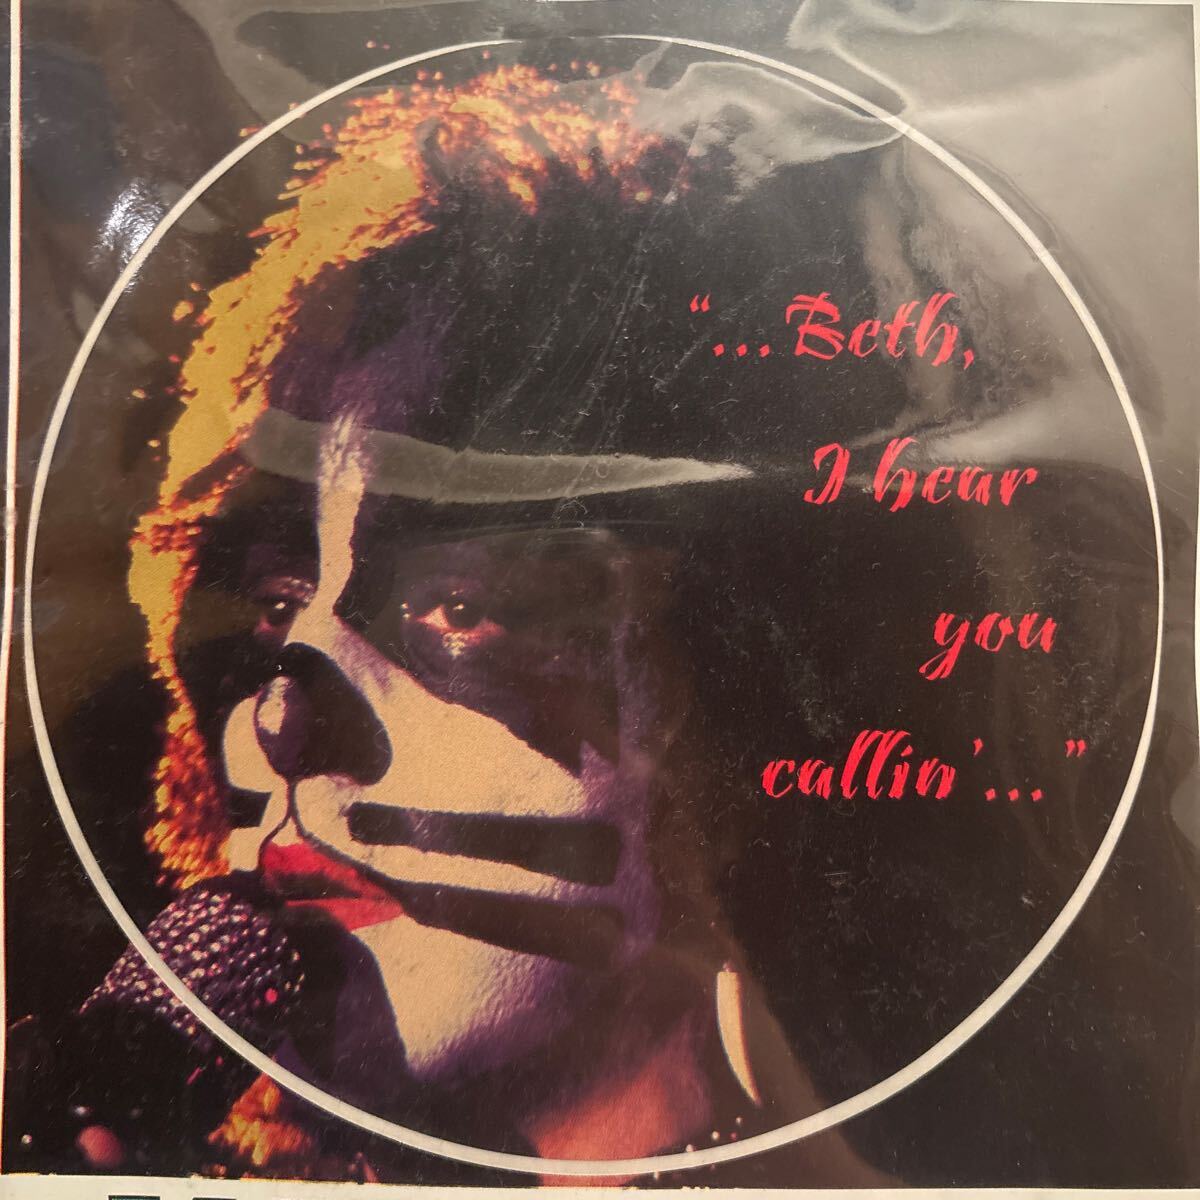 “...Beth,
I hear
you
callin’...”